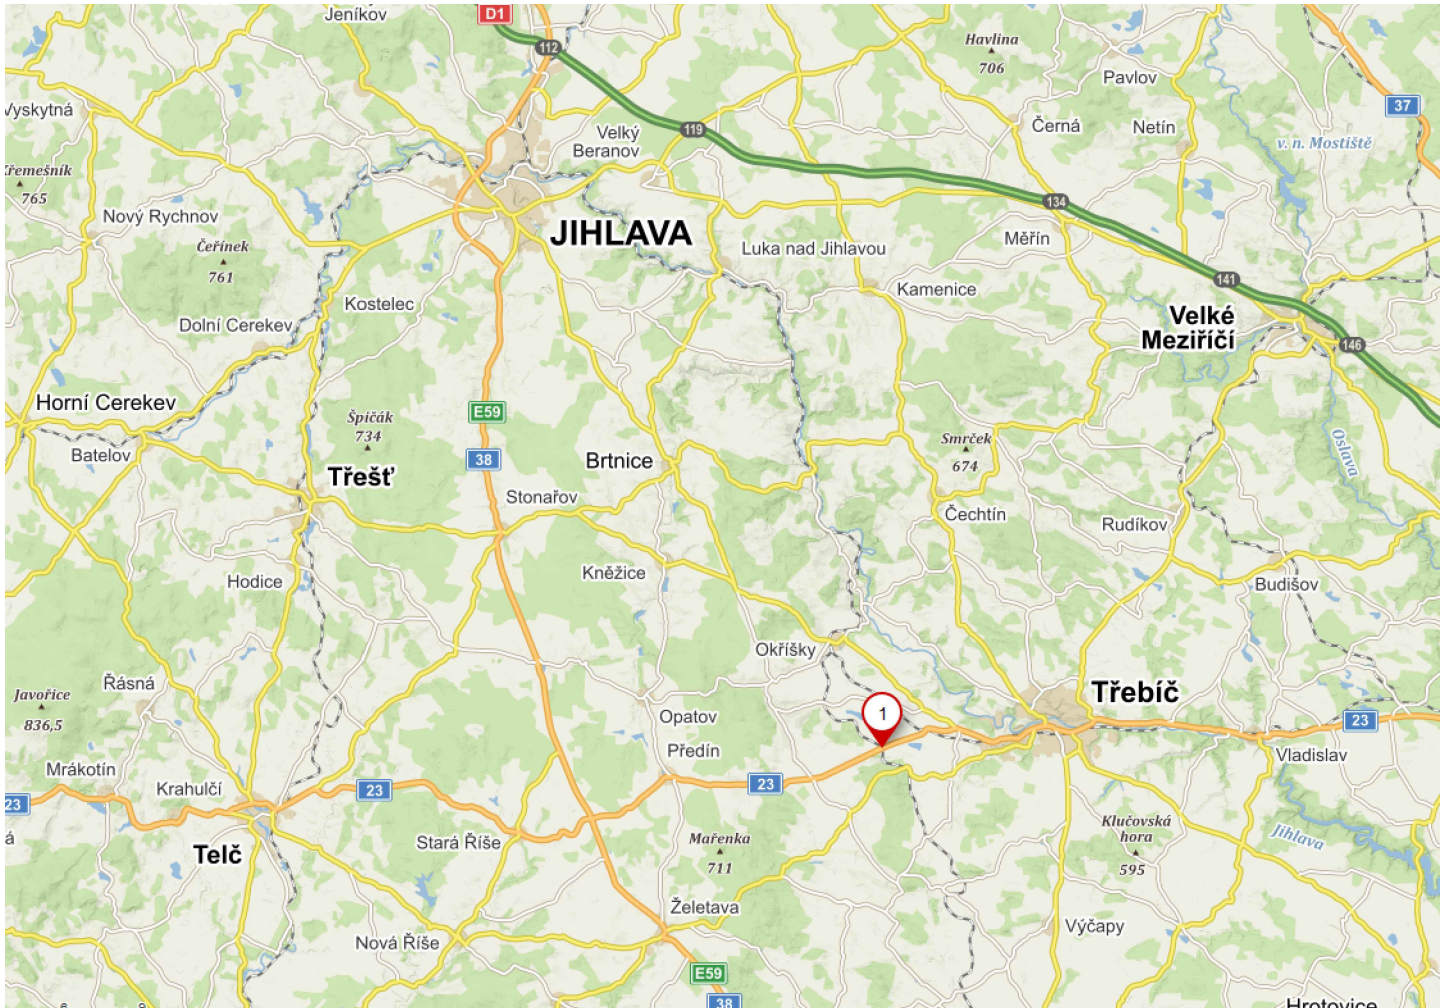 Jeníkov
D1
112
Havlina
706
Pavlov
Vyskytná
37
119
Velký
Beranov
Černá
Netín
v. n. Mostiště
Křemešník
765
Nový Rychnov
134
Čeřínek
761
JIHLAVA
Luka nad Jihlavou
Měřín
Kamenice
141
Kostelec
Dolní Cerekev
Velké
Meziříčí
146
Horní Cerekev
E59
Špičák
734
Smrček
674
Oslava
Batelov
38
Brtnice
Třešť
Stonařov
Čechtín
Rudíkov
Hodice
Kněžice
Budišov
Okříšky
Řásná
Javořice
836,5
Třebíč
Opatov
1
23
Předín
Vladislav
Mrákotín
Krahulčí
23
23
23
á
Stará Říše
Mařenka
711
Klučovská
hora
595
Jihlava
Telč
Želetava
Výčapy
Nová Říše
E59
38
Hrotovice